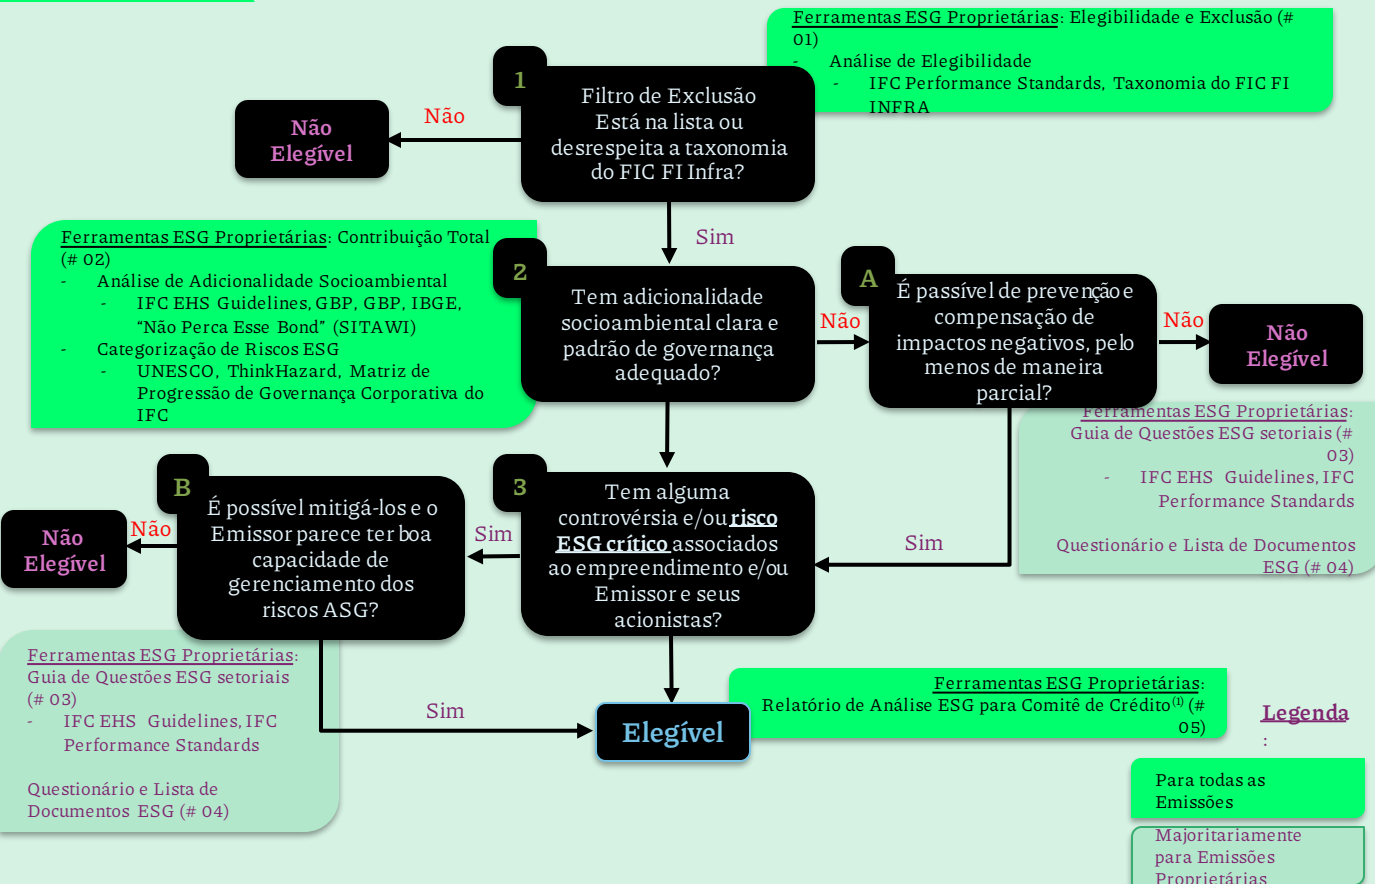 Ferramentas ESG Proprietárias: Elegibilidade e Exclusão (#
01)
- Análise de Elegibilidade
- IFC Performance Standards, Taxonomia do FIC FI
INFRA
1
Filtro de Exclusão
Está na lista ou
desrespeita a taxonomia
do FIC FI Infra?
Não
Não
Elegível
Sim
Ferramentas ESG Proprietárias: Contribuição Total
(# 02)
- Análise de Adicionalidade Socioambiental
- IFC EHS Guidelines, GBP, GBP, IBGE,
“Não Perca Esse Bond” (SITAWI)
- Categorização de Riscos ESG
- UNESCO, ThinkHazard, Matriz de
Progressão de Governança Corporativa do
IFC
2
Tem adicionalidade
socioambiental clara e
padrão de governança
adequado?
Não
A
É passível de prevenção e
compensação de
impactos negativos, pelo
menos de maneira
parcial?
Não
Não
Elegível
Ferramentas ESG Proprietárias:
Guia de Questões ESG setoriais (#
03)
- IFC EHS Guidelines, IFC
Performance Standards
Questionário e Lista de Documentos
ESG (# 04)
Sim
3
Tem alguma
controvérsia e/ou risco
ESG crítico associados
ao empreendimento e/ou
Emissor e seus
acionistas?
Sim
B
É possível mitigá-los e o
Emissor parece ter boa
capacidade de
gerenciamento dos
riscos ASG?
Não
Não
Elegível
Ferramentas ESG Proprietárias:
Guia de Questões ESG setoriais
(# 03)
- IFC EHS Guidelines, IFC
Performance Standards
Questionário e Lista de
Documentos ESG (# 04)
Sim
Elegível
Ferramentas ESG Proprietárias:
Relatório de Análise ESG para Comitê de Crédito(1) (#
05)
Legenda
:
Para todas as
Emissões
Majoritariamente
para Emissões
Proprietárias